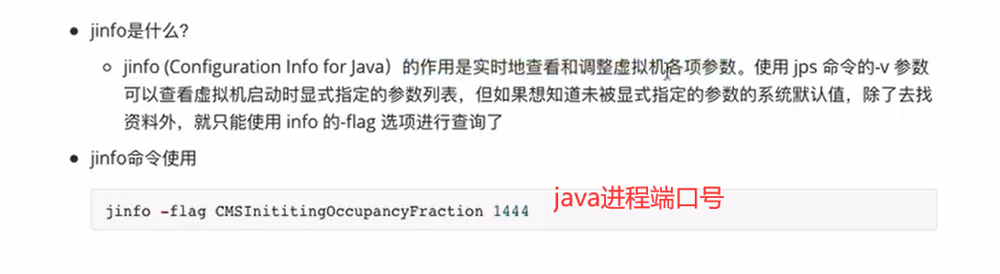 jinfo是什么?
jinfo (Configuration Info for Java) 的作用是实时地查看和调整虚拟机各项参数。使用 jps 命令的-v 参数
可以查看虚拟机启动时显式指定的参数列表，但如果想知道未被显式指定的参数的系统默认值，除了去找
资料外，就只能使用 info 的-flag 选项进行查询了
jinfo命令使用
java进程端口号
jinfo -flag CMSInititingOccupancyFraction 1444